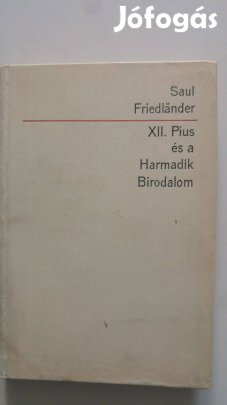 Jófogás
Saul
Friedländer
XII. Pius
és a
Harmadik
Birodalom